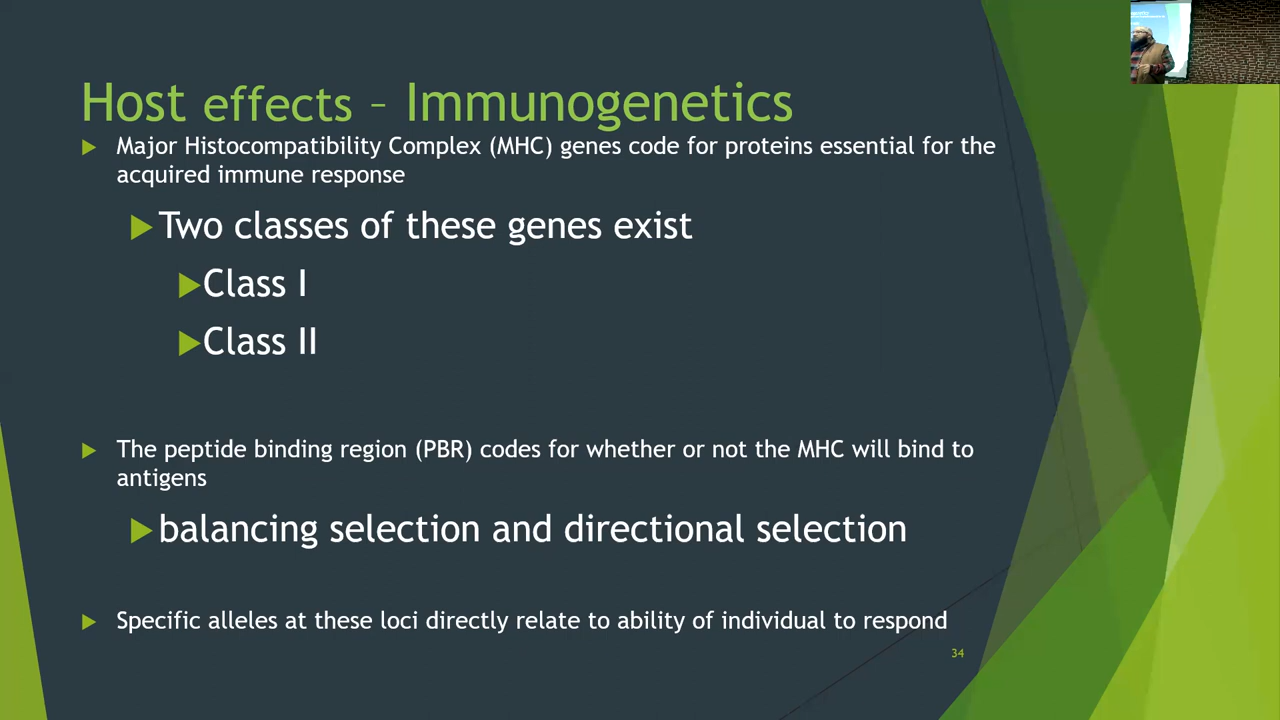 Host effects – Immunogenetics
Major Histocompatibility Complex (MHC) genes code for proteins essential for the
acquired immune response
Two classes of these genes exist
Class I
Class II
The peptide binding region (PBR) codes for whether or not the MHC will bind to
antigens
balancing selection and directional selection
Specific alleles at these loci directly relate to ability of individual to respond
34